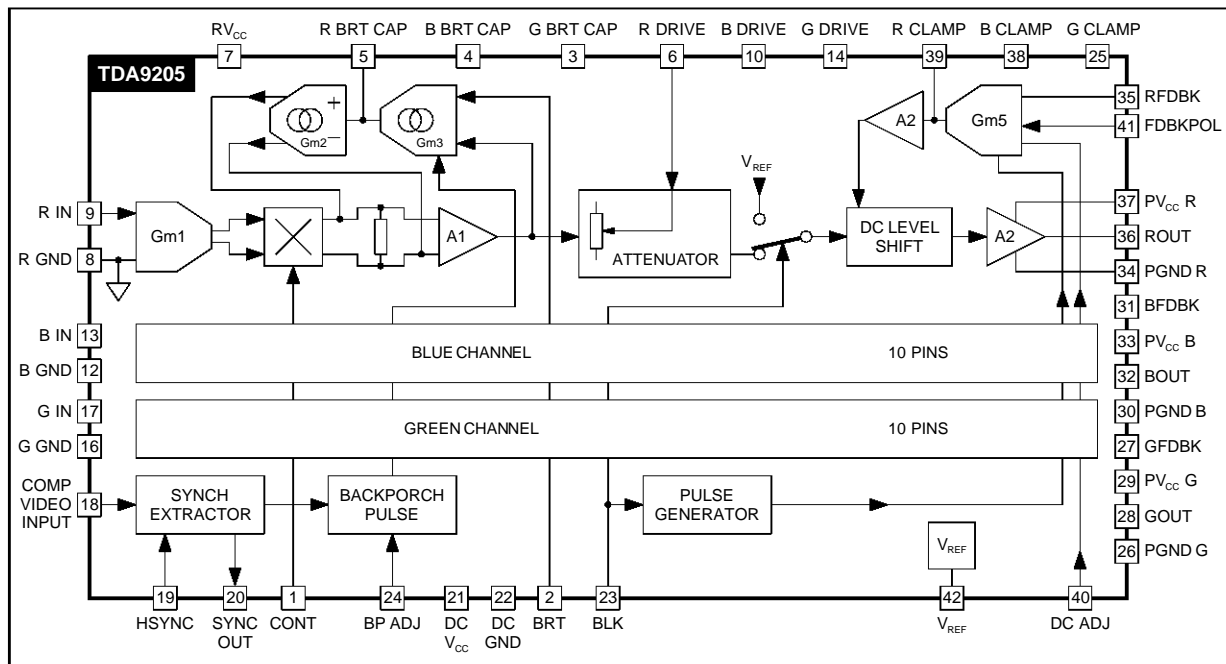 RVCC
R BRT CAP
B BRT CAP
G BRT CAP
R DRIVE
B DRIVE
G DRIVE
R CLAMP
B CLAMP
G CLAMP
7
5
4
3
6
10
14
39
38
25
TDA9205
+
−
Gm2
Gm3
A2
Gm5
35 RFDBK
41 FDBKPOL
VREF
R IN 9
R GND 8
Gm1
A1
ATTENUATOR
DC LEVEL
SHIFT
A2
37 PVCC R
36 ROUT
34 PGND R
31 BFDBK
B IN 13
B GND 12
BLUE CHANNEL
10 PINS
33 PVCC B
32 BOUT
G IN 17
G GND 16
GREEN CHANNEL
10 PINS
30 PGND B
27 GFDBK
COMP
VIDEO
INPUT
18
SYNCH
EXTRACTOR
BACKPORCH
PULSE
PULSE
GENERATOR
VREF
29 PVCC G
28 GOUT
26 PGND G
19
20
1
24
21
22
2
23
42
40
HSYNC
SYNC
OUT
CONT
BP ADJ
DC
VCC
DC
GND
BRT
BLK
VREF
DC ADJ